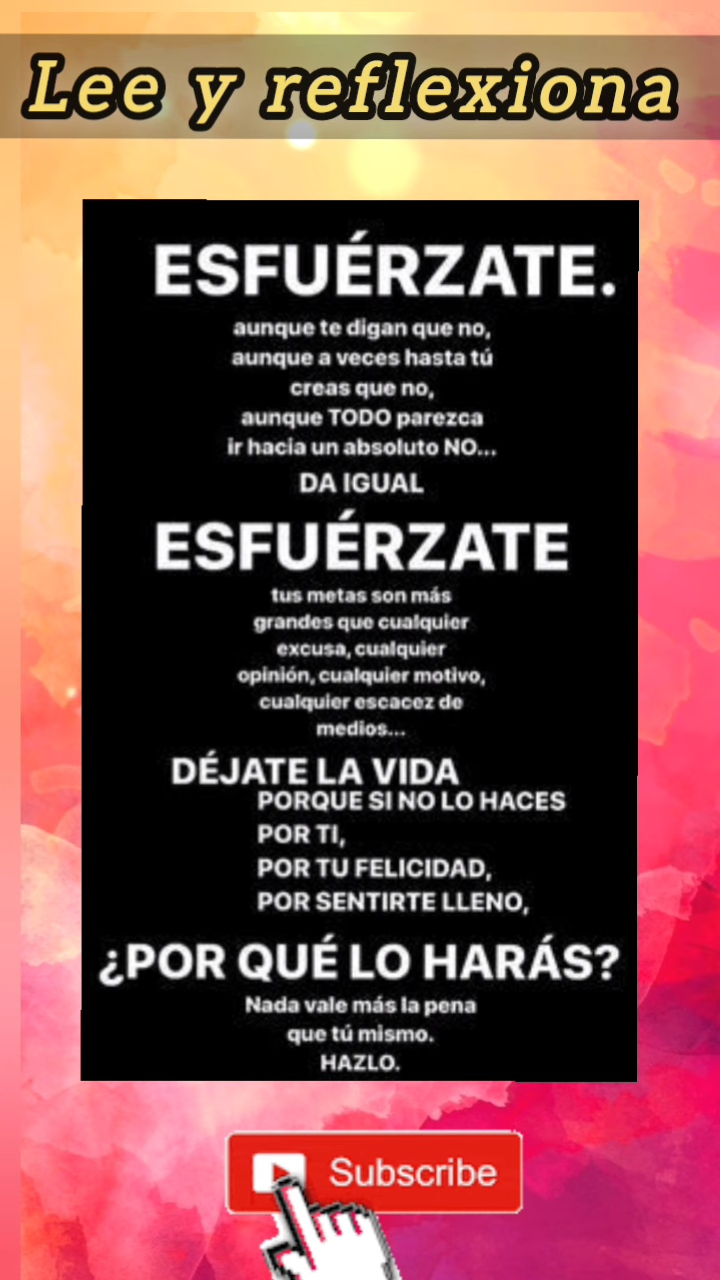 Lee y reflexiona
ESFUÉRZATE.
aunque te digan que no,
aunque a veces hasta tú
creas que no,
aunque TODO parezca
ir hacia un absoluto NO...
DA IGUAL
ESFUÉRZATE
tus metas son más
grandes que cualquier
excusa, cualquier
opinión, cualquier motivo,
cualquier escacez de
medios...
DÉJATE LA VIDA
PORQUE SI NO LO HACES
POR TI,
POR TU FELICIDAD,
POR SENTIRTE LLENO,
¿POR QUÉ LO HARÁS?
Nada vale más la pena
que tú mismo.
HAZLO.
Subscribe